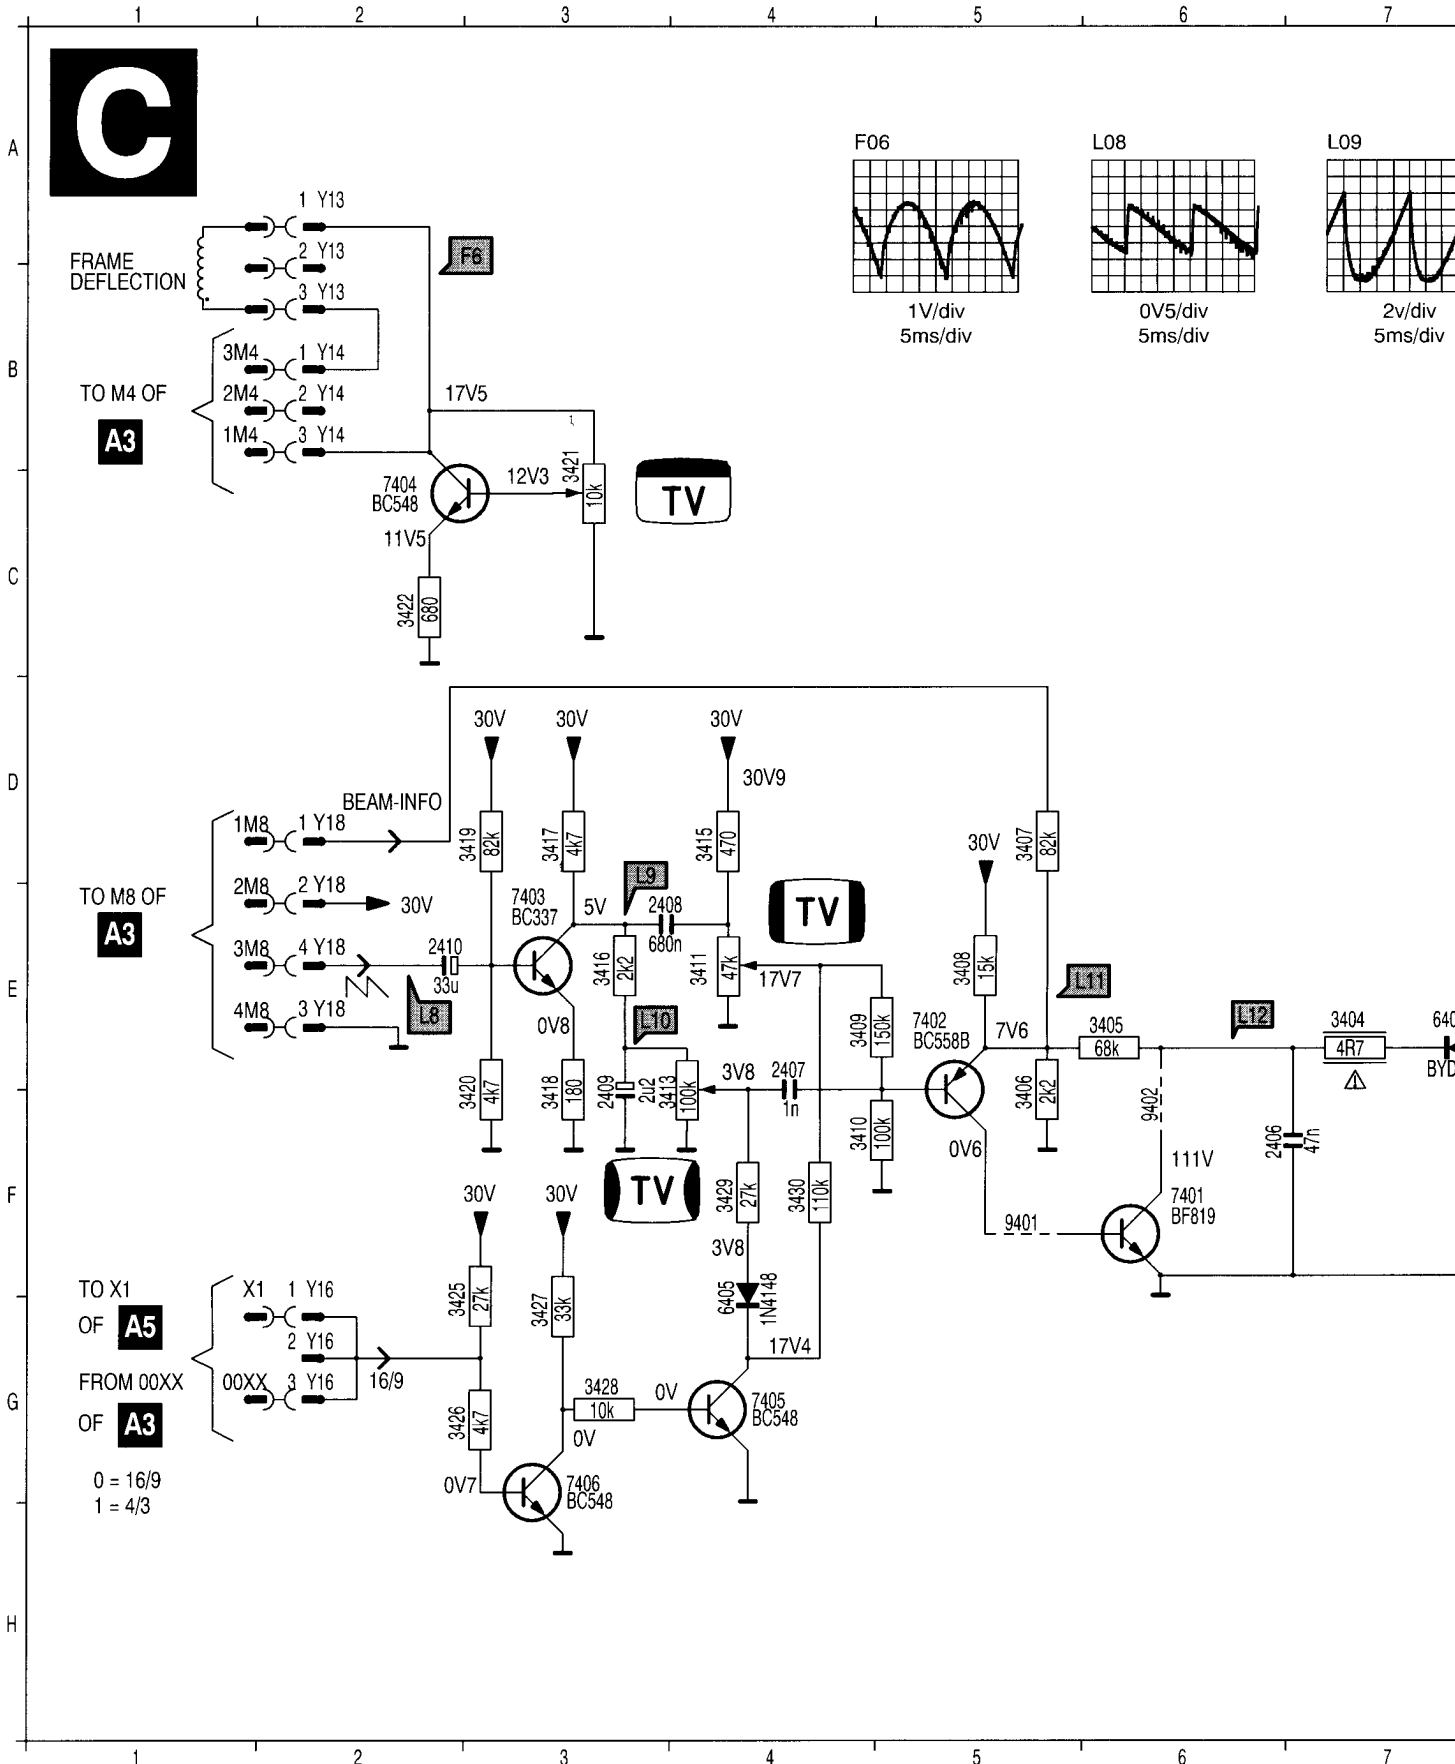 1 2 3 4 5 6 7
C
A
F06
L08
L09
1 Y13
2 Y13
3 Y13
FRAME
DEFLECTION
F6
1V/div
5ms/div
0V5/div
5ms/div
2v/div
5ms/div
B
3M4 1 Y14
TO M4 OF
2M4 2 Y14
17V5
A3
1M4 3 Y14
7404
BC548
12V3
3421
10k
TV
11V5
C
3422
680
30V 30V 30V
D
30V9
BEAM-INFO
1M8 1 Y18
3419
82k
3417
4k7
3415
470
30V
3407
82k
L9
TO M8 OF
A3
2M8 2 Y18
30V
7403
BC337
5V
2408
680n
TV
3M8 4 Y18
2410
33u
3416
2k2
3411
47k
17V7
3408
15k
L11
E
L8
4M8 3 Y18
0V8
L10
3409
150k
7402
BC558B
7V6
3405
68k
L12
3404
4R7
640
BYD
3420
4k7
3418
180
2409
2u2
3413
100k
3V8
2407
1n
3410
100k
3406
2k2
9402
2406
47n
0V6
111V
F
30V 30V
TV
3429
27k
3430
110k
7401
BF819
9401
3V8
TO X1
OF A5
X1 1 Y16
3425
27k
3427
33k
6405
1N4148
2 Y16
17V4
FROM 00XX
OF A3
00XX 3 Y16
16/9
G
3426
4k7
3428
10k
0V
7405
BC548
0V
0 = 16/9
1 = 4/3
0V7
7406
BC548
H
1 2 3 4 5 6 7